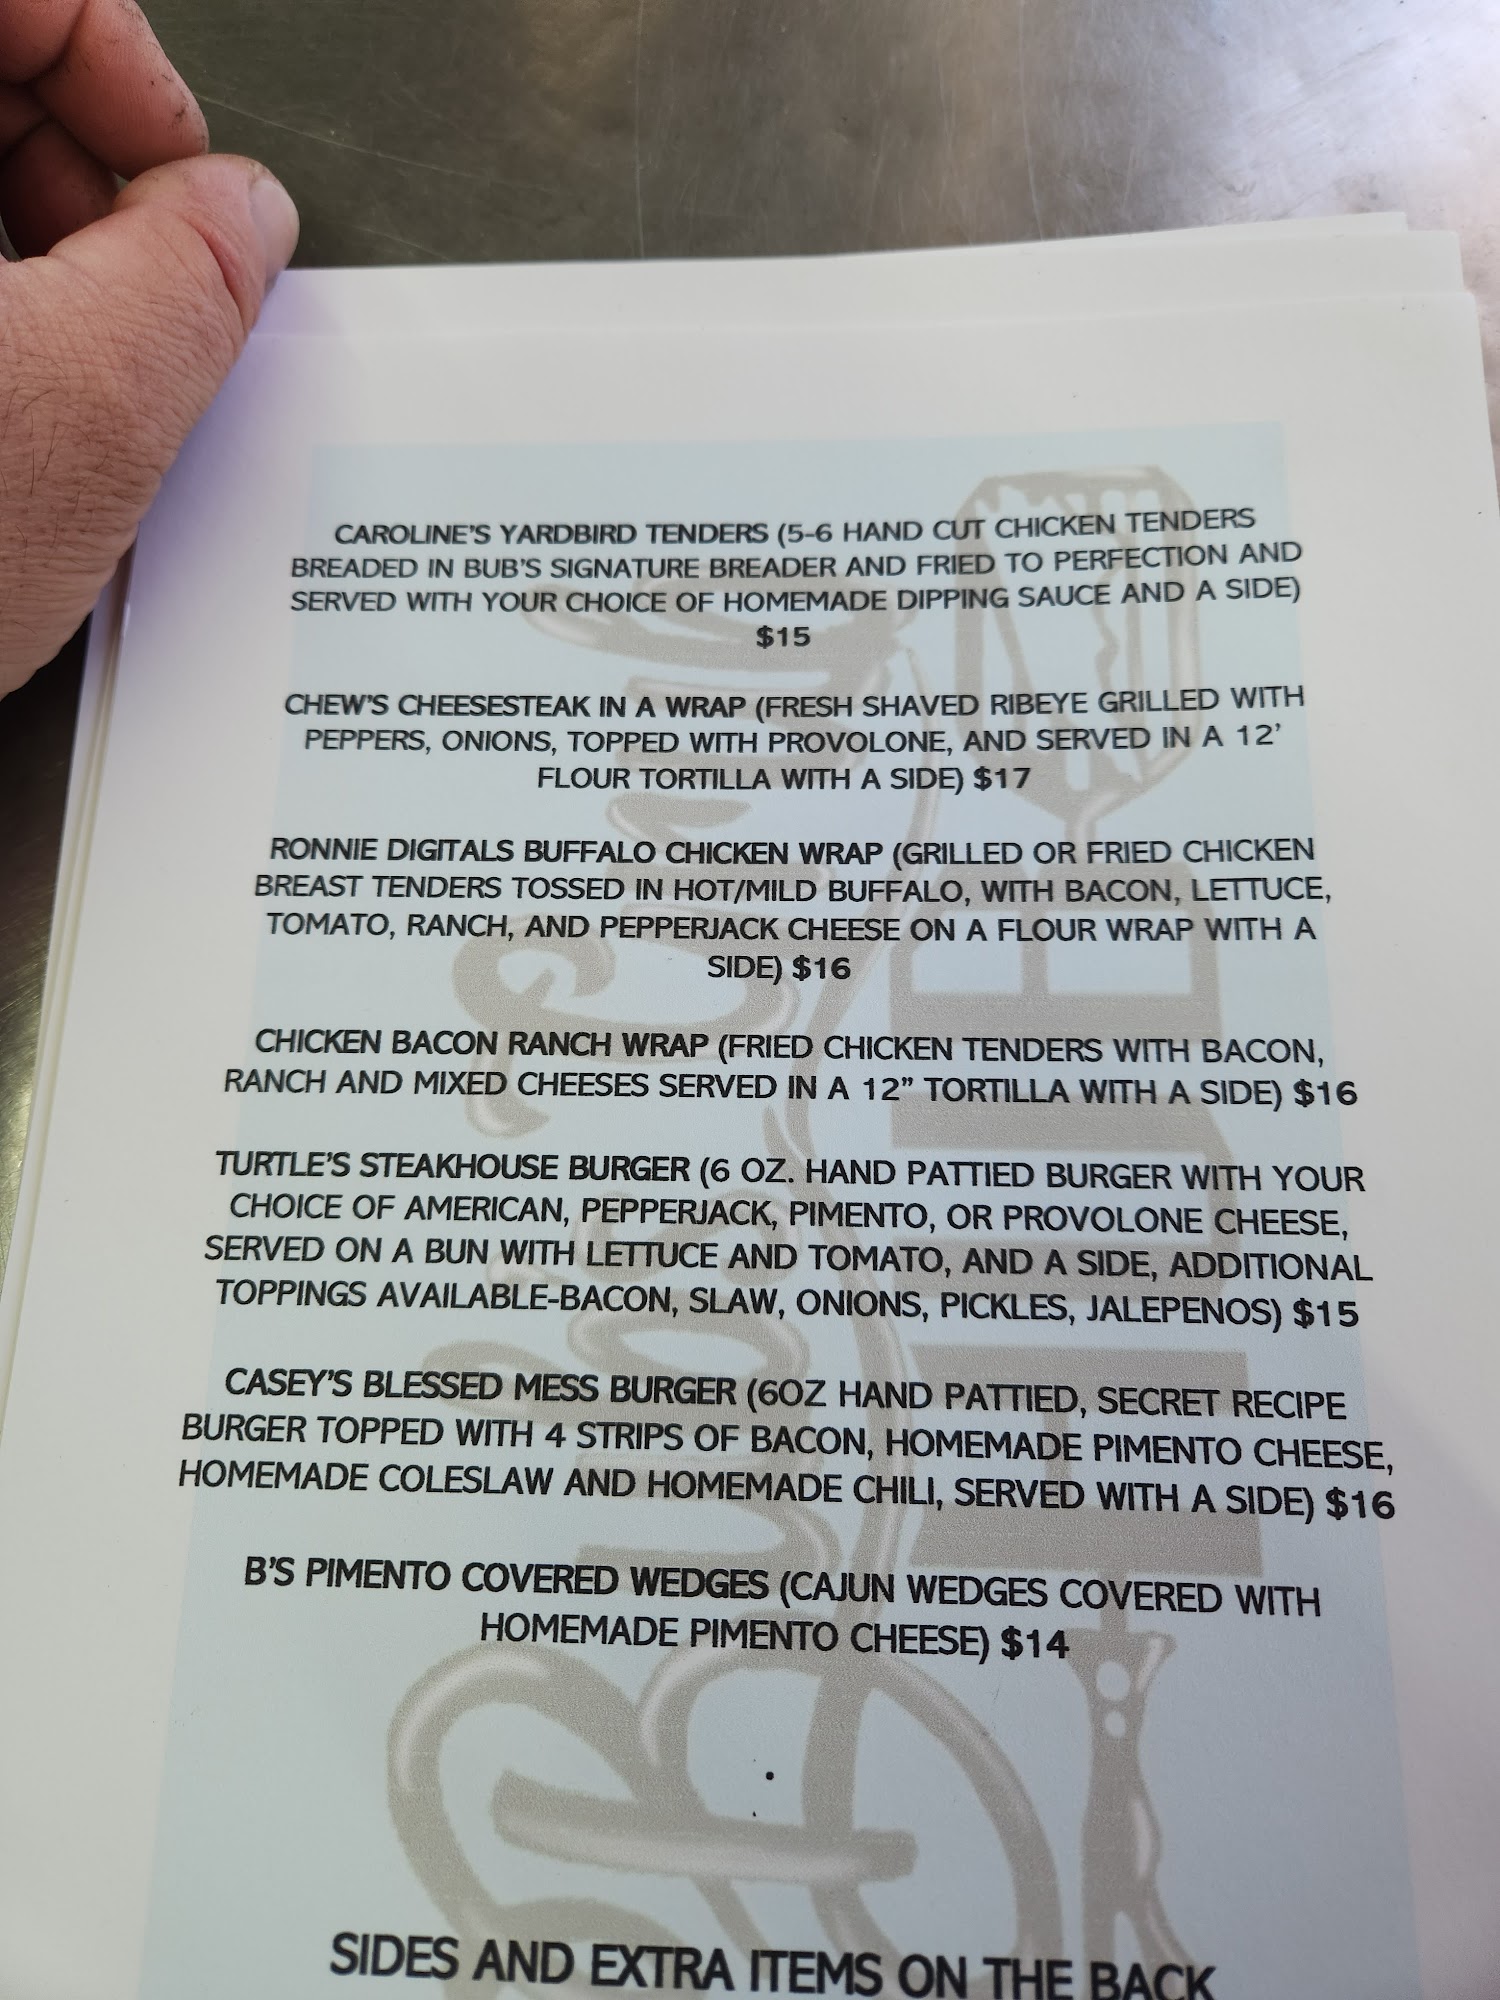 CAROLINE'S YARDBIRD TENDERS (5-6 HAND CUT CHICKEN TENDERS
BREADED IN BUB'S SIGNATURE BREADER AND FRIED TO PERFECTION AND
SERVED WITH YOUR CHOICE OF HOMEMADE DIPPING SAUCE AND A SIDE)
$15
CHEW'S CHEESESTEAK IN A WRAP (FRESH SHAVED RIBEYE GRILLED WITH
PEPPERS, ONIONS, TOPPED WITH PROVOLONE, AND SERVED IN A 12'
FLOUR TORTILLA WITH A SIDE) $17
RONNIE DIGITALS BUFFALO CHICKEN WRAP (GRILLED OR FRIED CHICKEN
BREAST TENDERS TOSSED IN HOT/MILD BUFFALO, WITH BACON, LETTUCE,
TOMATO, RANCH, AND PEPPERJACK CHEESE ON A FLOUR WRAP WITH A
SIDE) $16
CHICKEN BACON RANCH WRAP (FRIED CHICKEN TENDERS WITH BACON,
RANCH AND MIXED CHEESES SERVED IN A 12” TORTILLA WITH A SIDE) $16
TURTLE'S STEAKHOUSE BURGER (6 OZ. HAND PATTIED BURGER WITH YOUR
CHOICE OF AMERICAN, PEPPERJACK, PIMENTO, OR PROVOLONE CHEESE,
SERVED ON A BUN WITH LETTUCE AND TOMATO, AND A SIDE, ADDITIONAL
TOPPINGS AVAILABLE-BACON, SLAW, ONIONS, PICKLES, JALEPENOS) $15
CASEY'S BLESSED MESS BURGER (6OZ HAND PATTIED, SECRET RECIPE
BURGER TOPPED WITH 4 STRIPS OF BACON, HOMEMADE PIMENTO CHEESE,
HOMEMADE COLESLAW AND HOMEMADE CHILI, SERVED WITH A SIDE) $16
B'S PIMENTO COVERED WEDGES (CAJUN WEDGES COVERED WITH
HOMEMADE PIMENTO CHEESE) $14
SIDES AND EXTRA ITEMS ON THE BACK